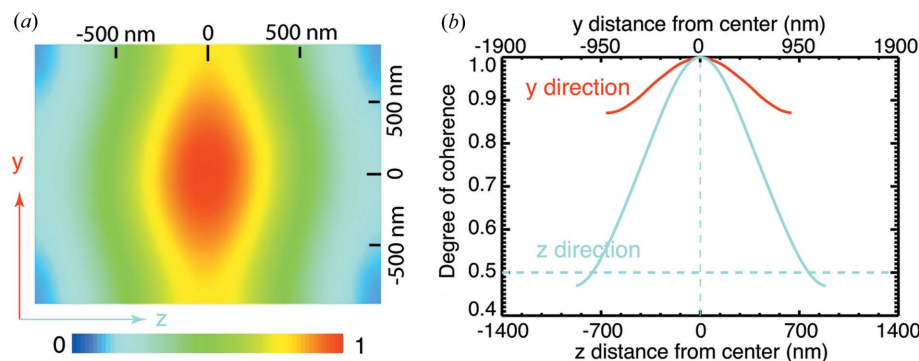 (a)
-500 nm 0 500 nm
500 nm
0
-500 nm
y
z
0 1
(b)
y distance from center (nm)
-1900 -950 0 950 1900
Degree of coherence
1.0
0.9
0.8
0.7
0.6
0.5
0.4
y direction
z direction
-1400 -700 0 700 1400
z distance from center (nm)